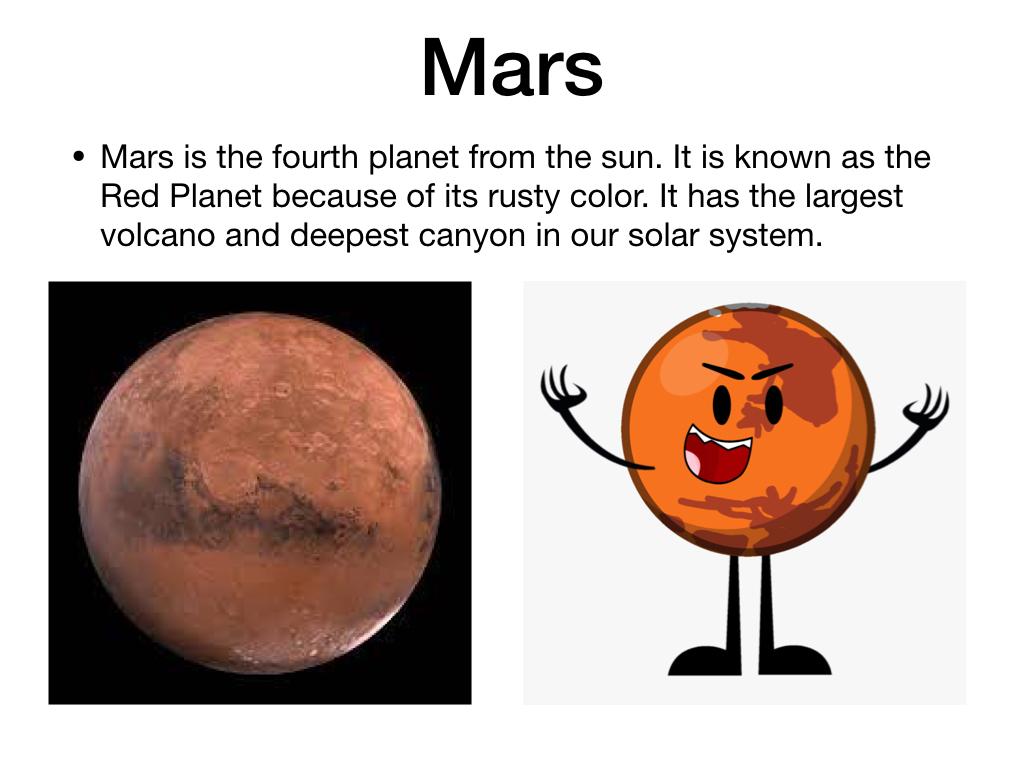 Mars
• Mars is the fourth planet from the sun. It is known as the
Red Planet because of its rusty color. It has the largest
volcano and deepest canyon in our solar system.